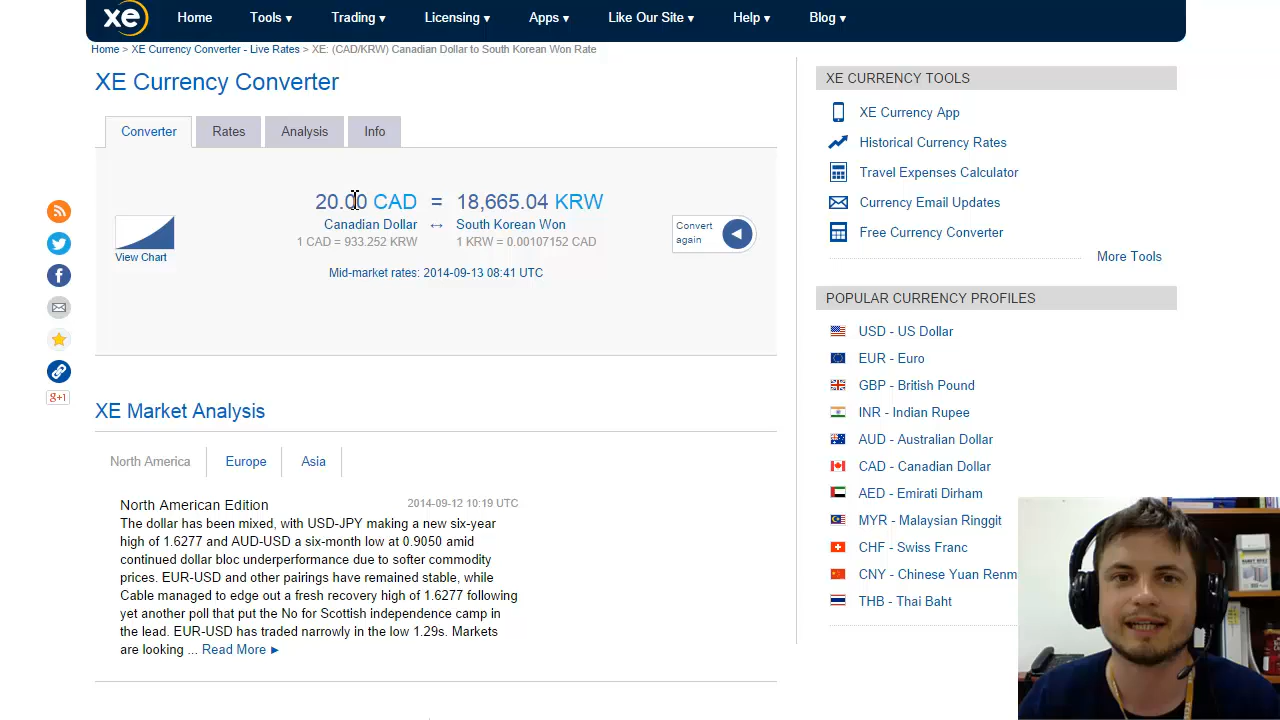 xe
Home
Tools ▾
Trading ▾
Licensing ▾
Apps ▾
Like Our Site ▾
Help ▾
Blog ▾
Home > XE Currency Converter - Live Rates > XE: (CAD/KRW) Canadian Dollar to South Korean Won Rate
XE Currency Converter
Converter
Rates
Analysis
Info
20.00 CAD = 18,665.04 KRW
Canadian Dollar ↔ South Korean Won
1 CAD = 933.252 KRW
1 KRW = 0.00107152 CAD
Mid-market rates: 2014-09-13 08:41 UTC
View Chart
Convert
again
g+1
XE Market Analysis
North America
Europe
Asia
North American Edition
2014-09-12 10:19 UTC
The dollar has been mixed, with USD-JPY making a new six-year
high of 1.6277 and AUD-USD a six-month low at 0.9050 amid
continued dollar bloc underperformance due to softer commodity
prices. EUR-USD and other pairings have remained stable, while
Cable managed to edge out a fresh recovery high of 1.6277 following
yet another poll that put the No for Scottish independence camp in
the lead. EUR-USD has traded narrowly in the low 1.29s. Markets
are looking ... Read More ►
XE CURRENCY TOOLS
XE Currency App
Historical Currency Rates
Travel Expenses Calculator
Currency Email Updates
Free Currency Converter
More Tools
POPULAR CURRENCY PROFILES
USD - US Dollar
EUR - Euro
GBP - British Pound
INR - Indian Rupee
AUD - Australian Dollar
CAD - Canadian Dollar
AED - Emirati Dirham
MYR - Malaysian Ringgit
CHF - Swiss Franc
CNY - Chinese Yuan Renm
THB - Thai Baht